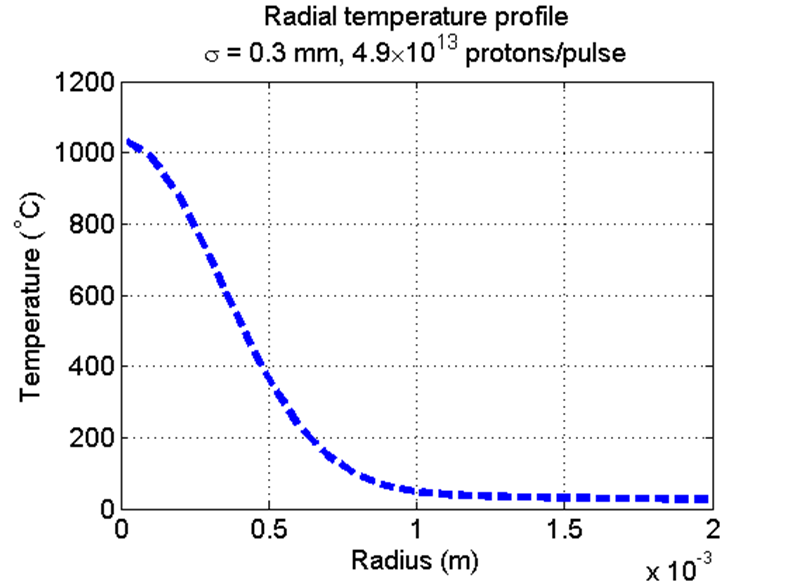 Radial temperature profile
σ = 0.3 mm, 4.9×10¹³ protons/pulse
1200
1000
800
600
400
200
0
Temperature (°C)
0 0.5 1 1.5 2
Radius (m)
x 10⁻³